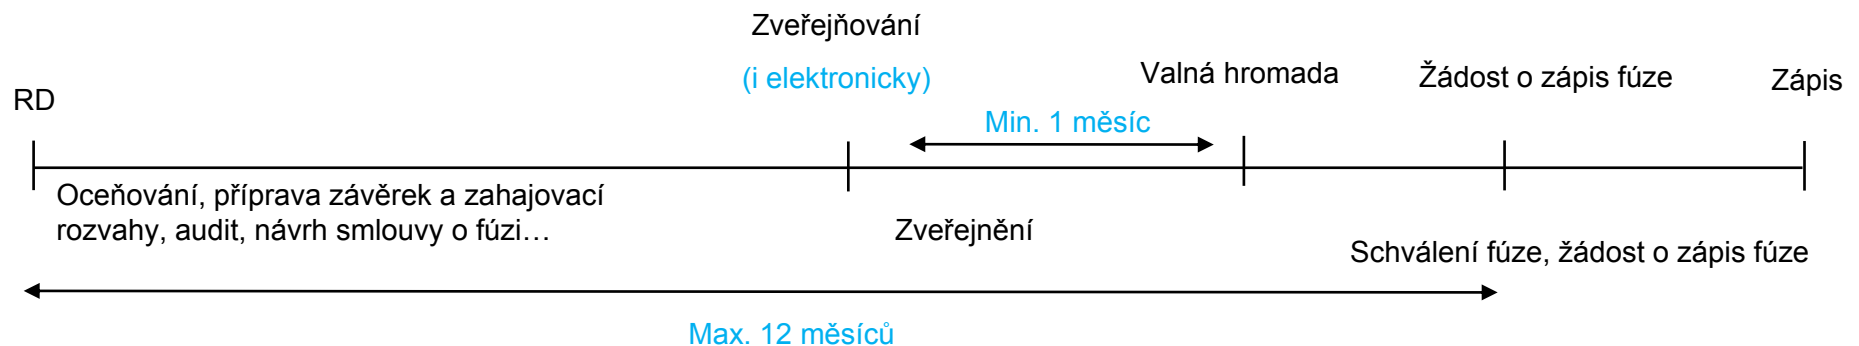 Zveřejňování
(i elektronicky)
Valná hromada
Žádost o zápis fúze
Zápis
RD
Min. 1 měsíc
Oceňování, příprava závěrek a zahajovací
rozvahy, audit, návrh smlouvy o fúzi…
Zveřejnění
Schválení fúze, žádost o zápis fúze
Max. 12 měsíců